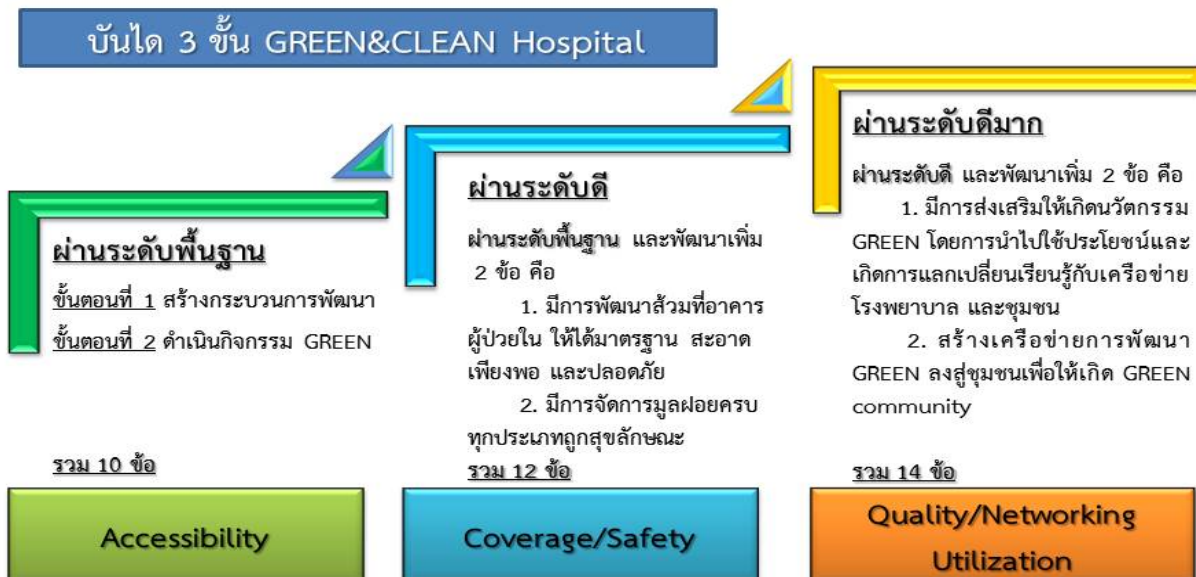 บันได 3 ขั้น GREEN&CLEAN Hospital
ผ่านระดับพื้นฐาน
ขั้นตอนที่ 1 สร้างกระบวนการพัฒนา
ขั้นตอนที่ 2 ดำเนินกิจกรรม GREEN
รวม 10 ข้อ
Accessibility
ผ่านระดับดี
ผ่านระดับพื้นฐาน และพัฒนาเพิ่ม
2 ข้อ คือ
1. มีการพัฒนาส้วมที่อาคาร
ผู้ป่วยใน ให้ได้มาตรฐาน สะอาด
เพียงพอ และปลอดภัย
2. มีการจัดการมูลฝอยครบ
ทุกประเภทถูกสุขลักษณะ
รวม 12 ข้อ
Coverage/Safety
ผ่านระดับดีมาก
ผ่านระดับดี และพัฒนาเพิ่ม 2 ข้อ คือ
1. มีการส่งเสริมให้เกิดนวัตกรรม
GREEN โดยการนำไปใช้ประโยชน์และ
เกิดการแลกเปลี่ยนเรียนรู้กับเครือข่าย
โรงพยาบาล และชุมชน
2. สร้างเครือข่ายการพัฒนา
GREEN ลงสู่ชุมชนเพื่อให้เกิด GREEN
community
รวม 14 ข้อ
Quality/Networking
Utilization